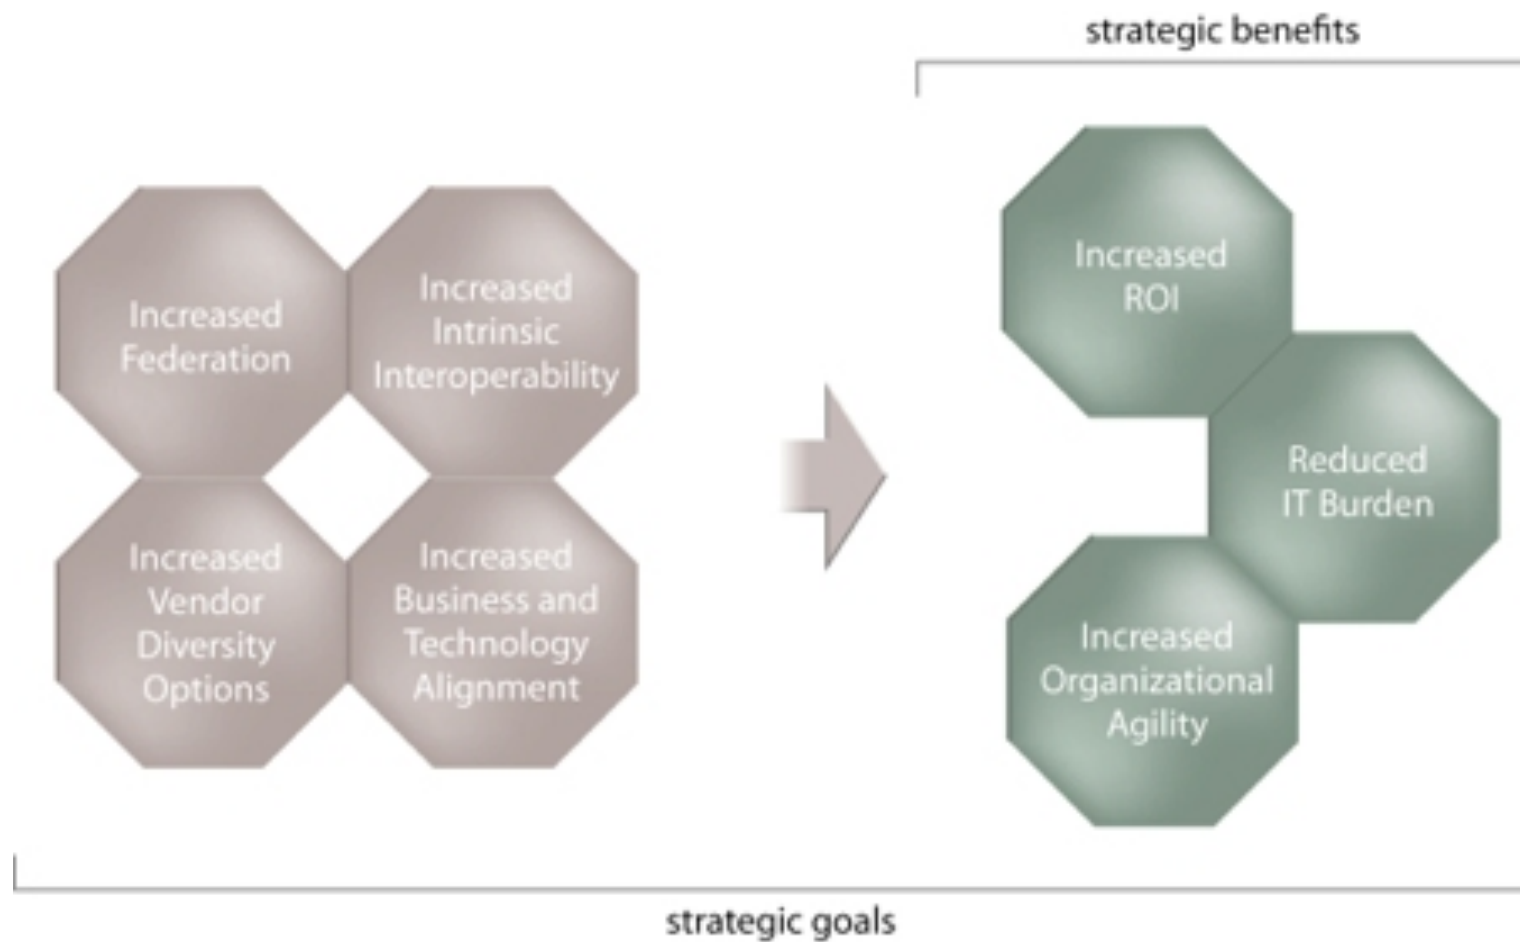 strategic benefits
Increased
Federation
Increased
Intrinsic
Interoperability
Increased
Vendor
Diversity
Options
Increased
Business and
Technology
Alignment
Increased
ROI
Reduced
IT Burden
Increased
Organizational
Agility
strategic goals